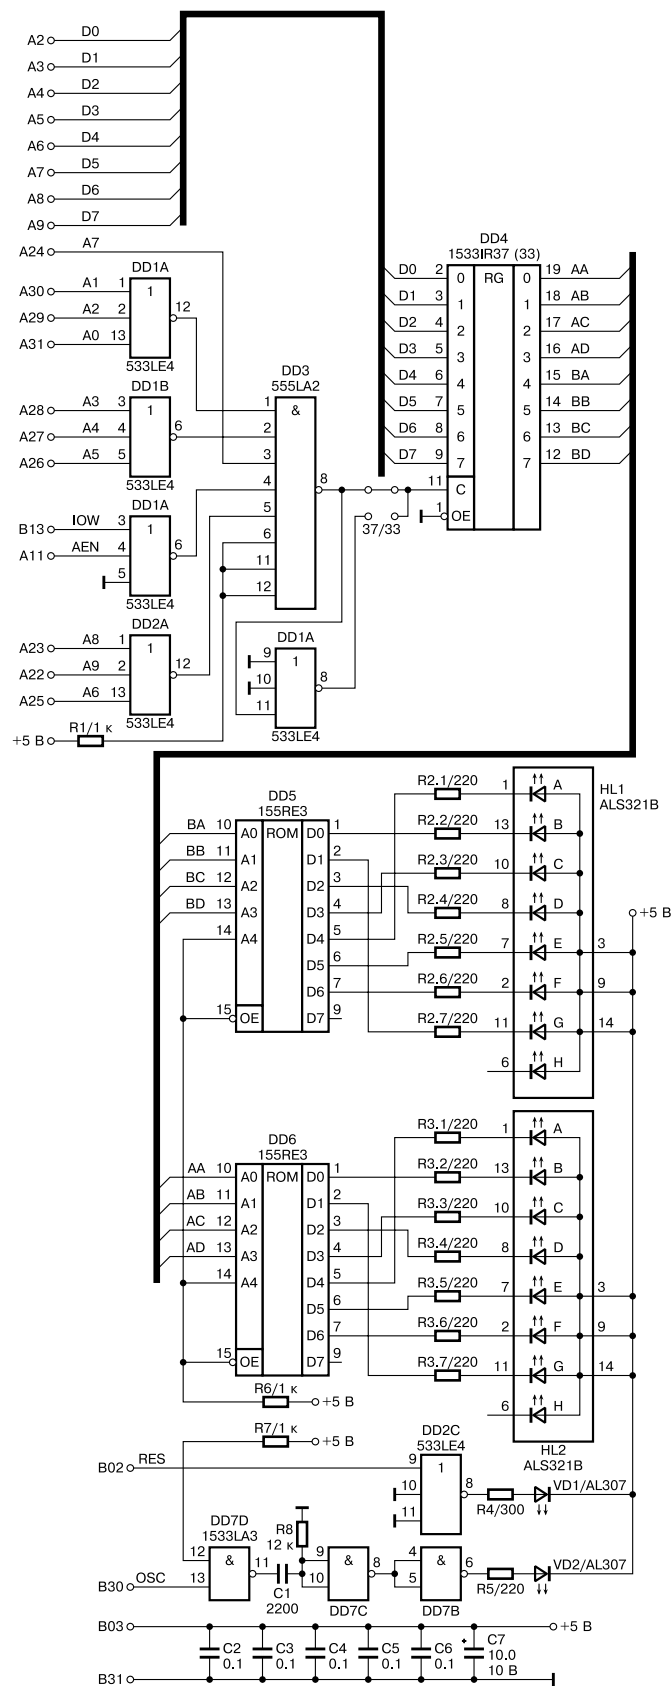 A2 D0
A3 D1
A4 D2
A5 D3
A6 D4
A7 D5
A8 D6
A9 D7
A24 A7
DD1A
A30 A1 1 1 12
A29 A2 2
A31 A0 13
533LE4
DD1B
A28 A3 3 1
A27 A4 4 6
A26 A5 5
533LE4
DD1A
B13 IOW 3 1
A11 AEN 4 6
5
533LE4
DD2A
A23 A8 1 1
A22 A9 2 12
A25 A6 13
533LE4
+5 В R1/1 к
DD3
555LA2
1 &
2
3
4 8
5
6
11
12
37/33
DD1A
9 1
10 8
11
533LE4
DD4
1533IR37 (33)
D0 2 0 RG 0 19 AA
D1 3 1 1 18 AB
D2 4 2 2 17 AC
D3 5 3 3 16 AD
D4 6 4 4 15 BA
D5 7 5 5 14 BB
D6 8 6 6 13 BC
D7 9 7 7 12 BD
11 C
1 OE
DD5
155RE3
BA 10 A0 ROM D0 1
BB 11 A1 D1 2
BC 12 A2 D2 3
BD 13 A3 D3 4
14 A4 D4 5
D5 6
D6 7
15 OE D7 9
R2.1/220 1 A
R2.2/220 13 B
R2.3/220 10 C
R2.4/220 8 D
R2.5/220 7 E 3
R2.6/220 2 F 9
R2.7/220 11 G 14
6 H
HL1
ALS321B
+5 В
DD6
155RE3
AA 10 A0 ROM D0 1
AB 11 A1 D1 2
AC 12 A2 D2 3
AD 13 A3 D3 4
14 A4 D4 5
D5 6
D6 7
15 OE D7 9
R3.1/220 1 A
R3.2/220 13 B
R3.3/220 10 C
R3.4/220 8 D
R3.5/220 7 E 3
R3.6/220 2 F 9
R3.7/220 11 G 14
6 H
HL2
ALS321B
R6/1 к +5 В
R7/1 к +5 В
DD2C
533LE4
B02 RES 9 1
10 8
11
R4/300 VD1/AL307
DD7D
1533LA3
12 & 11
B30 OSC 13
C1
2200
R8
12 к
9 & 8
10
DD7C
4 & 6
5
DD7B
R5/220 VD2/AL307
B03 +5 В
C2
0.1
C3
0.1
C4
0.1
C5
0.1
C6
0.1
C7
10.0
10 В
B31